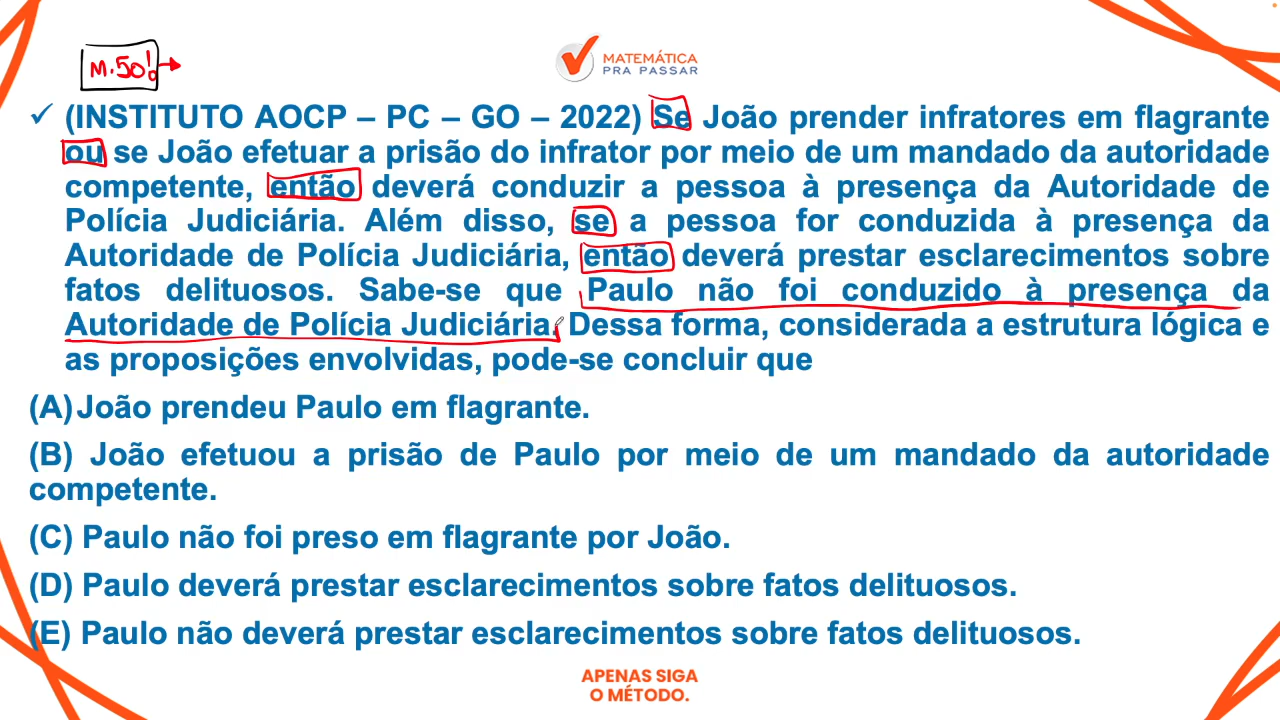 M.50!
MATEMÁTICA
PRA PASSAR
✓ (INSTITUTO AOCP – PC – GO – 2022) Se João prender infratores em flagrante
ou se João efetuar a prisão do infrator por meio de um mandado da autoridade
competente, então deverá conduzir a pessoa à presença da Autoridade de
Polícia Judiciária. Além disso, se a pessoa for conduzida à presença da
Autoridade de Polícia Judiciária, então deverá prestar esclarecimentos sobre
fatos delituosos. Sabe-se que Paulo não foi conduzido à presença da
Autoridade de Polícia Judiciária. Dessa forma, considerada a estrutura lógica e
as proposições envolvidas, pode-se concluir que
(A) João prendeu Paulo em flagrante.
(B) João efetuou a prisão de Paulo por meio de um mandado da autoridade
competente.
(C) Paulo não foi preso em flagrante por João.
(D) Paulo deverá prestar esclarecimentos sobre fatos delituosos.
(E) Paulo não deverá prestar esclarecimentos sobre fatos delituosos.
APENAS SIGA
O MÉTODO.